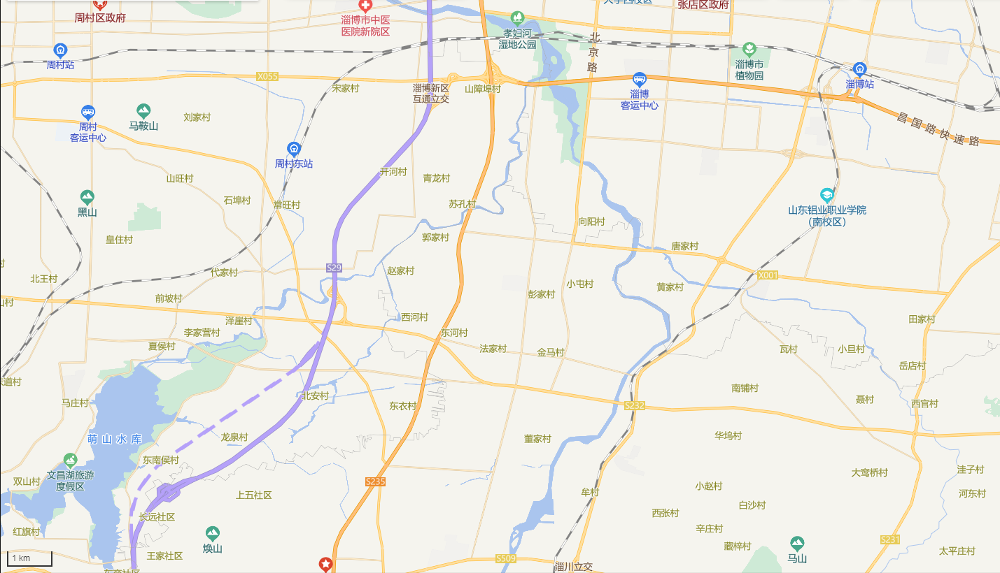 大学西校区
张店区政府
周村区政府
淄博市中医
医院新院区
孝妇河
湿地公园
北京路
周村站
淄博市
植物园
X055
宋家村
淄博新区
互通立交
山障埠村
淄博
客运中心
淄博站
刘家村
马鞍山
周村
客运中心
昌国路快速路
周村东站
开河村
青龙村
山旺村
石埠村
常旺村
苏孔村
黑山
山东铝业职业学院
(南校区)
向阳村
皇住村
郭家村
唐家村
S29
赵家村
代家村
X001
北王村
小屯村
黄家村
彭家村
前坡村
山村
西河村
泽崖村
田家村
李家营村
东河村
夏侯村
法家村
金马村
瓦村
小旦村
岳店村
道村
南铺村
北安村
马庄村
东衣村
S232
聂村
西官村
萌山水库
龙泉村
董家村
华坞村
东南侯村
文昌湖旅游
度假区
双山村
S235
大窎桥村
洼子村
小赵村
上五社区
牟村
河东村
白沙村
西张村
长远社区
辛庄村
红旗村
焕山
S231
马山
藏梓村
太平庄村
王家社区
1 km
S509
淄川立交